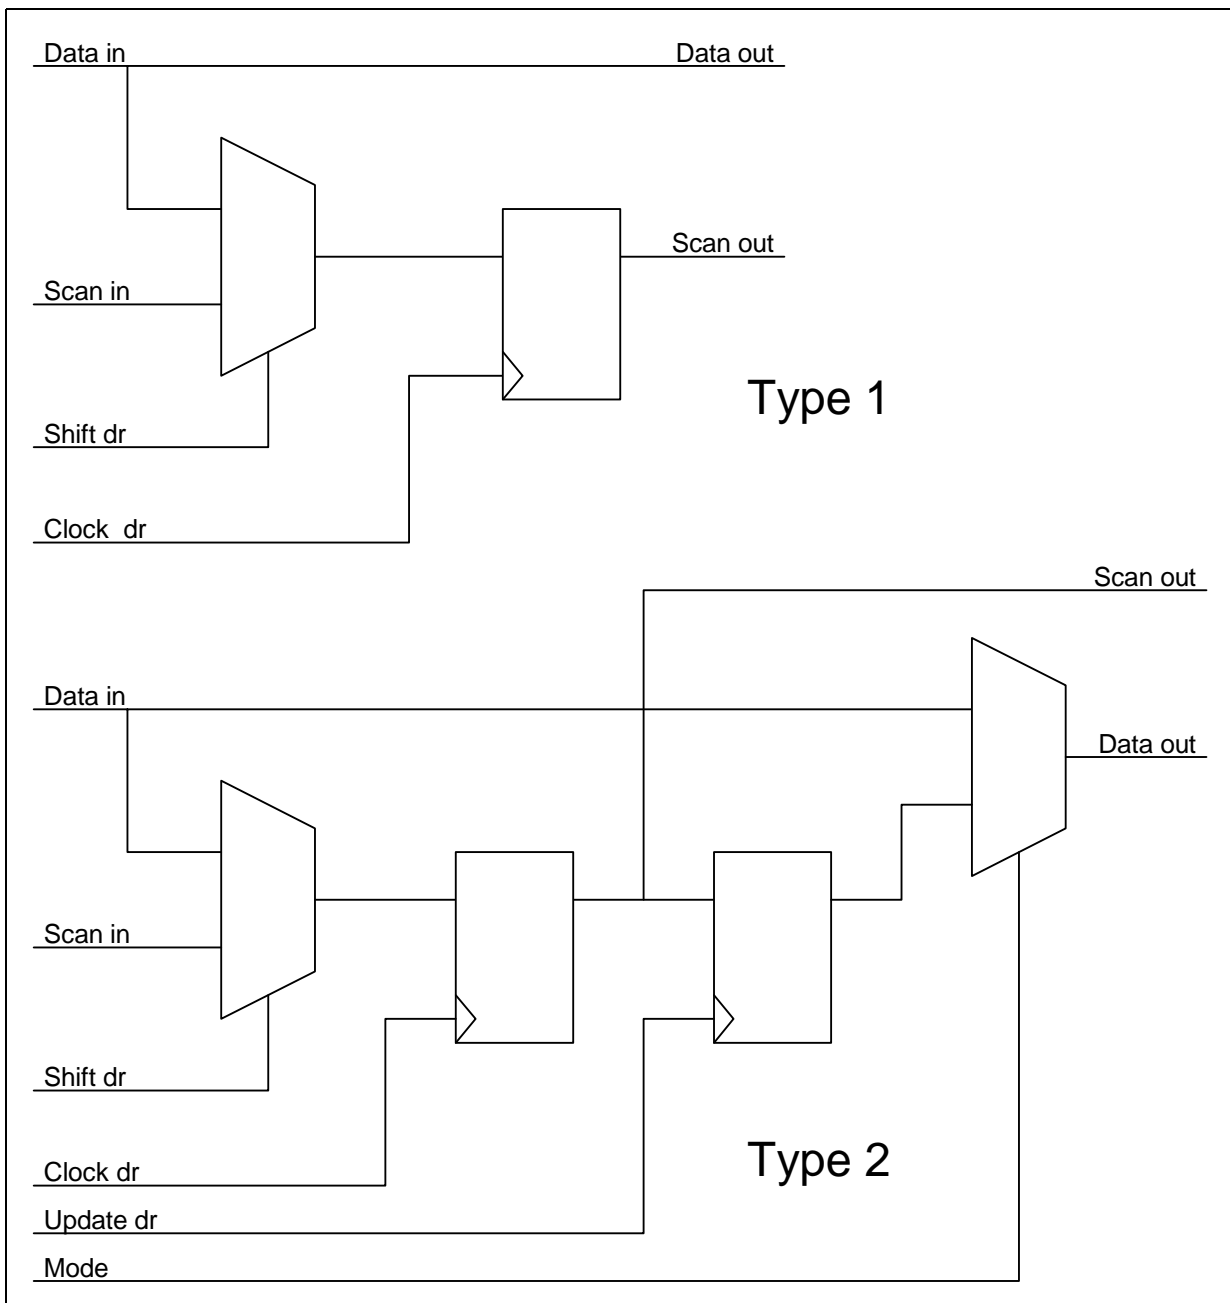 Data in
Data out
Scan out
Scan in
Type 1
Shift dr
Clock dr
Scan out
Data in
Data out
Scan in
Shift dr
Type 2
Clock dr
Update dr
Mode